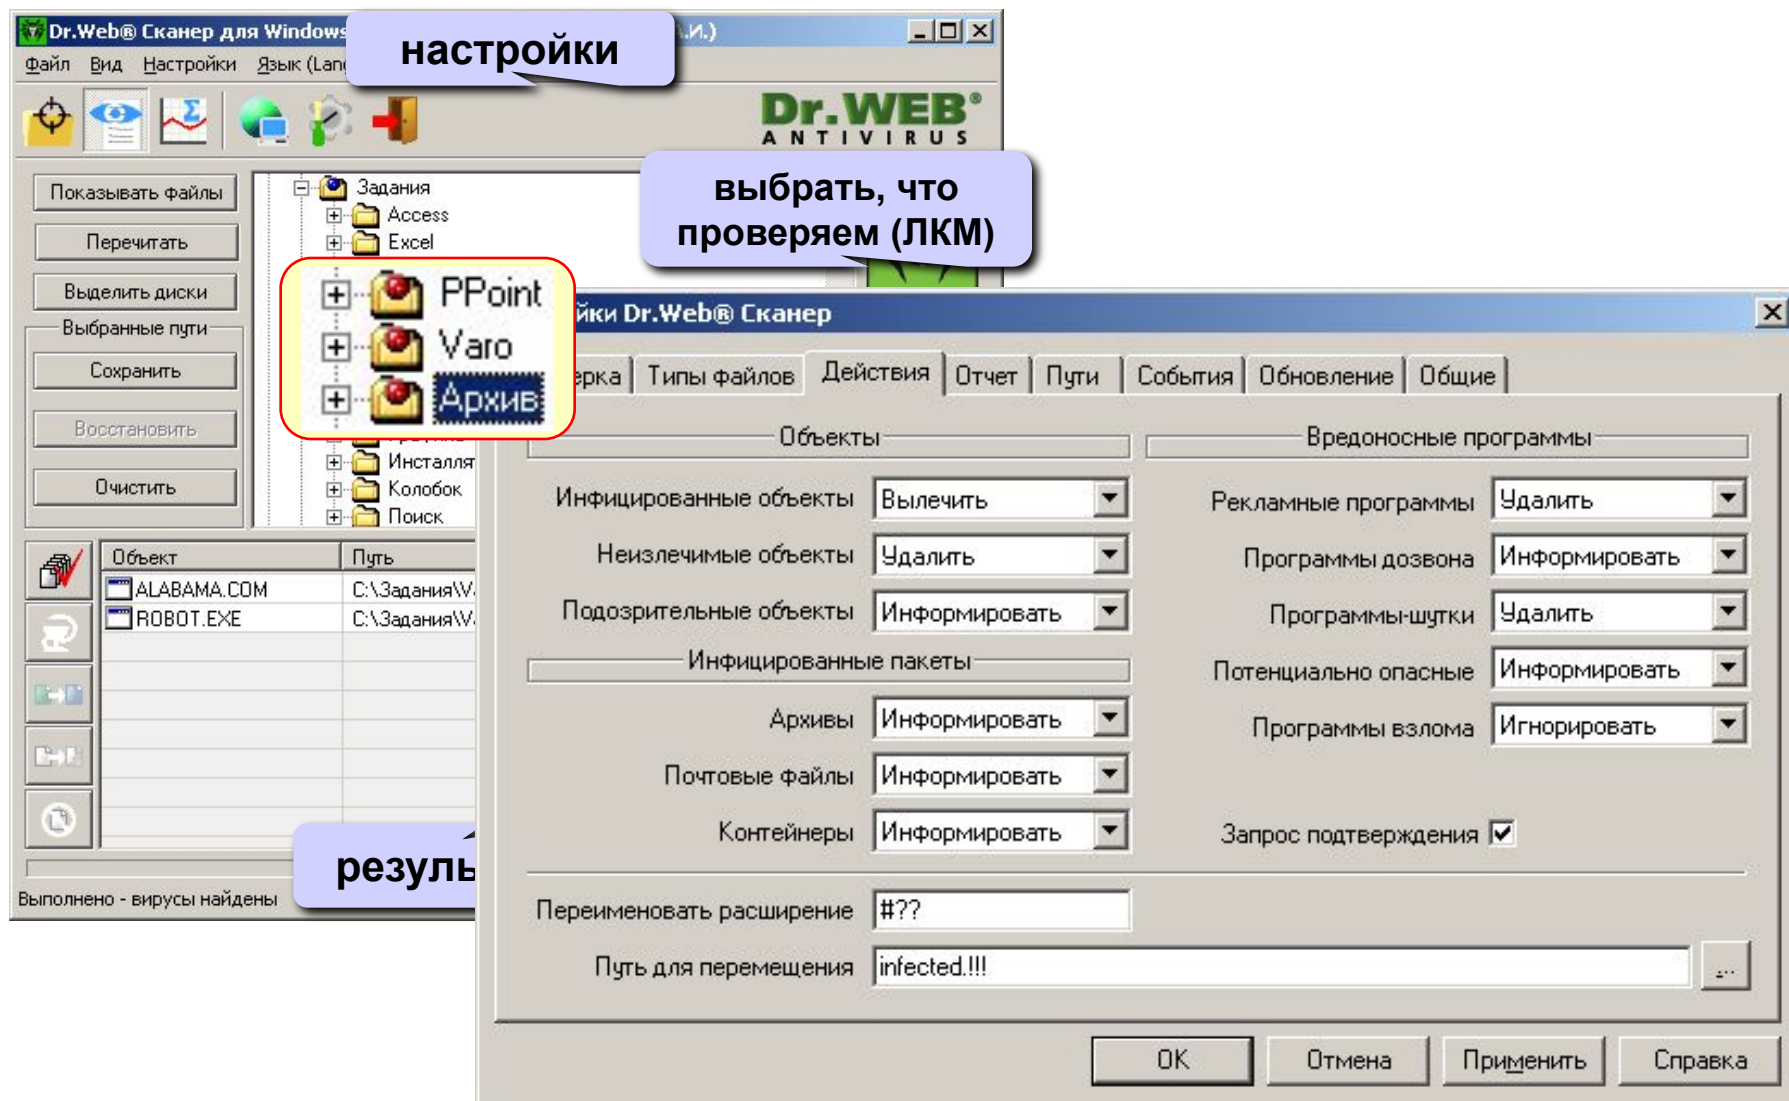 Dr.Web® Сканер для Windows
А.И.)
настройки
Файл Вид Настройки Язык (Lan
Dr.WEB®
ANTIVIRUS
выбрать, что
проверяем (ЛКМ)
Показывать файлы
Перечитать
Выделить диски
Выбранные пути
Сохранить
Восстановить
Очистить
Задания
Access
Excel
PPoint
Varo
Архив
Инсталля
Колобок
Поиск
Объект Путь
ALABAMA.COM C:\Задания\Va
ROBOT.EXE C:\Задания\Va
резуль
Выполнено - вирусы найдены
йки Dr.Web® Сканер
ерка Типы файлов Действия Отчет Пути События Обновление Общие
Объекты
Инфицированные объекты Вылечить
Неизлечимые объекты Удалить
Подозрительные объекты Информировать
Инфицированные пакеты
Архивы Информировать
Почтовые файлы Информировать
Контейнеры Информировать
Вредоносные программы
Рекламные программы Удалить
Программы дозвона Информировать
Программы-шутки Удалить
Потенциально опасные Информировать
Программы взлома Игнорировать
Запрос подтверждения
Переименовать расширение #??
Путь для перемещения infected.!!!
...
OK Отмена Применить Справка